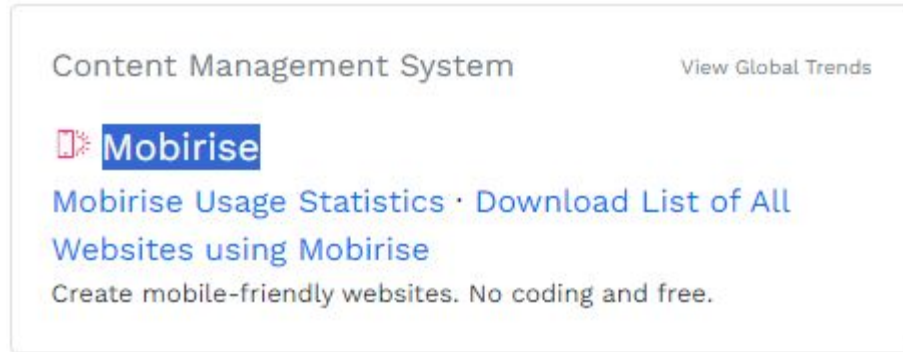 Content Management System
View Global Trends
Mobirise
Mobirise Usage Statistics · Download List of All
Websites using Mobirise
Create mobile-friendly websites. No coding and free.